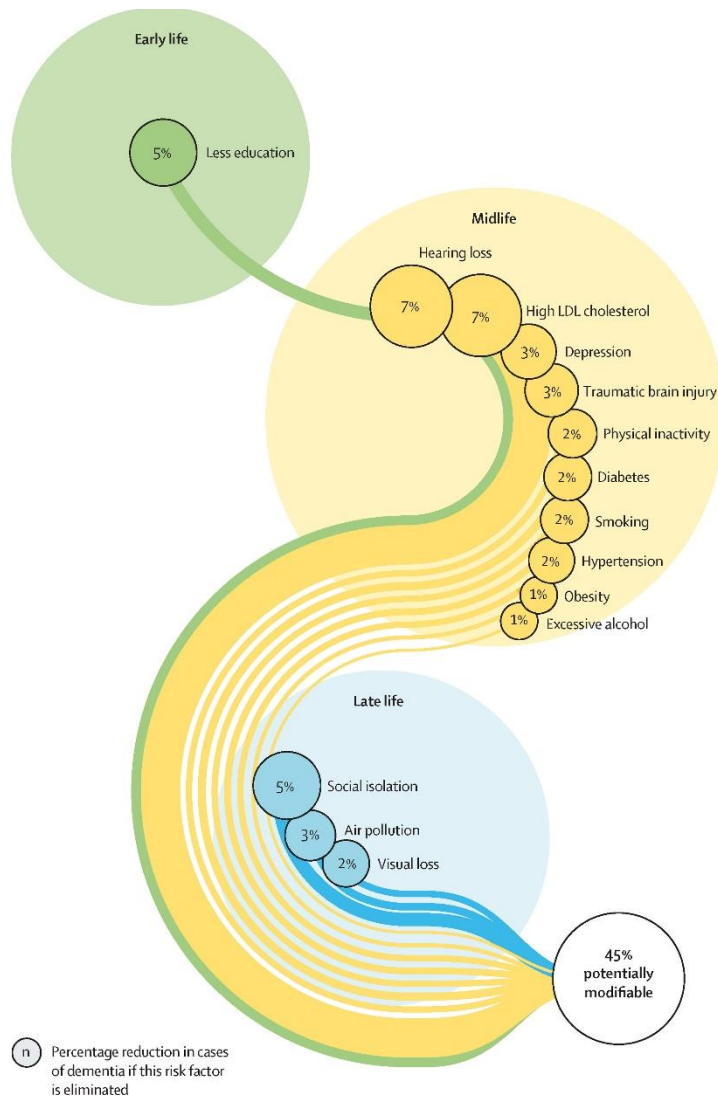 Early life
5%
Less education
Midlife
Hearing loss
7%
7%
High LDL cholesterol
3%
Depression
3%
Traumatic brain injury
2%
Physical inactivity
2%
Diabetes
2%
Smoking
2%
Hypertension
1%
Obesity
1%
Excessive alcohol
Late life
5%
Social isolation
3%
Air pollution
2%
Visual loss
45%
potentially
modifiable
n
Percentage reduction in cases
of dementia if this risk factor
is eliminated